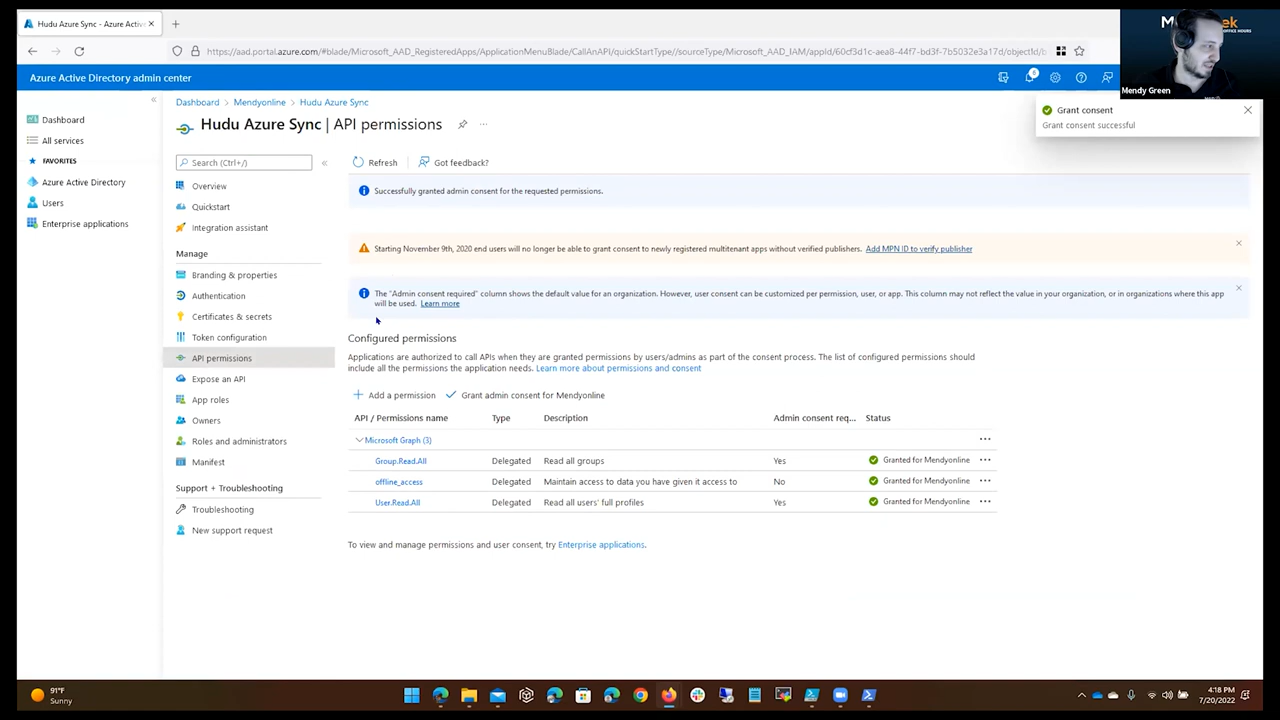 Hudu Azure Sync - Azure Activ
https://aad.portal.azure.com/#blade/Microsoft_AAD_RegisteredApps/ApplicationMenuBlade/CallAnAPI/quickStartType//sourceType/Microsoft_AAD_IAM/appId/60cf3d1c-aea8-44f7-bd3f-7b5032e3a17d/objectId/b
Azure Active Directory admin center
Mendy Green
Dashboard
All services
FAVORITES
Azure Active Directory
Users
Enterprise applications
Dashboard > Mendyonline > Hudu Azure Sync
Hudu Azure Sync | API permissions
Grant consent
Grant consent successful
Search (Ctrl+/)
Overview
Quickstart
Integration assistant
Manage
Branding & properties
Authentication
Certificates & secrets
Token configuration
API permissions
Expose an API
App roles
Owners
Roles and administrators
Manifest
Support + Troubleshooting
Troubleshooting
New support request
Refresh
Got feedback?
Successfully granted admin consent for the requested permissions.
Starting November 9th, 2020 end users will no longer be able to grant consent to newly registered multitenant apps without verified publishers. Add MPN ID to verify publisher
The "Admin consent required" column shows the default value for an organization. However, user consent can be customized per permission, user, or app. This column may not reflect the value in your organization, or in organizations where this app
will be used. Learn more
Configured permissions
Applications are authorized to call APIs when they are granted permissions by users/admins as part of the consent process. The list of configured permissions should
include all the permissions the application needs. Learn more about permissions and consent
Add a permission
Grant admin consent for Mendyonline
API / Permissions name Type Description Admin consent req... Status
Microsoft Graph (3)
Group.Read.All Delegated Read all groups Yes Granted for Mendyonline
offline_access Delegated Maintain access to data you have given it access to No Granted for Mendyonline
User.Read.All Delegated Read all users' full profiles Yes Granted for Mendyonline
To view and manage permissions and user consent, try Enterprise applications.
91°F
Sunny
4:18 PM
7/20/2022